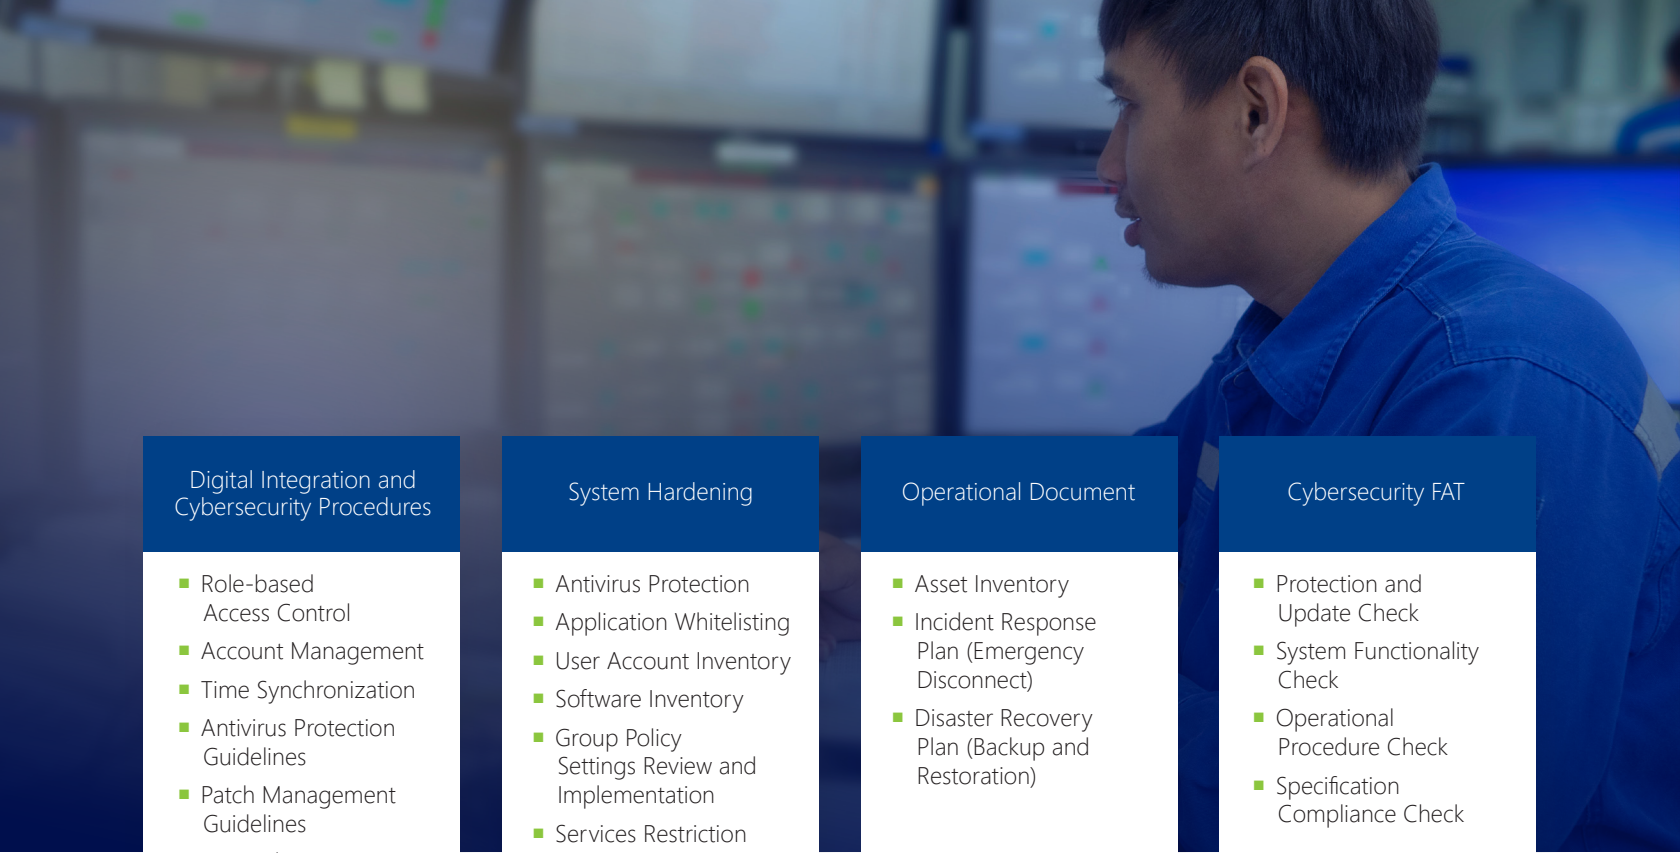 Digital Integration and
Cybersecurity Procedures
Role-based
Access Control
Account Management
Time Synchronization
Antivirus Protection
Guidelines
Patch Management
Guidelines
System Hardening
Antivirus Protection
Application Whitelisting
User Account Inventory
Software Inventory
Group Policy
Settings Review and
Implementation
Services Restriction
Operational Document
Asset Inventory
Incident Response
Plan (Emergency
Disconnect)
Disaster Recovery
Plan (Backup and
Restoration)
Cybersecurity FAT
Protection and
Update Check
System Functionality
Check
Operational
Procedure Check
Specification
Compliance Check